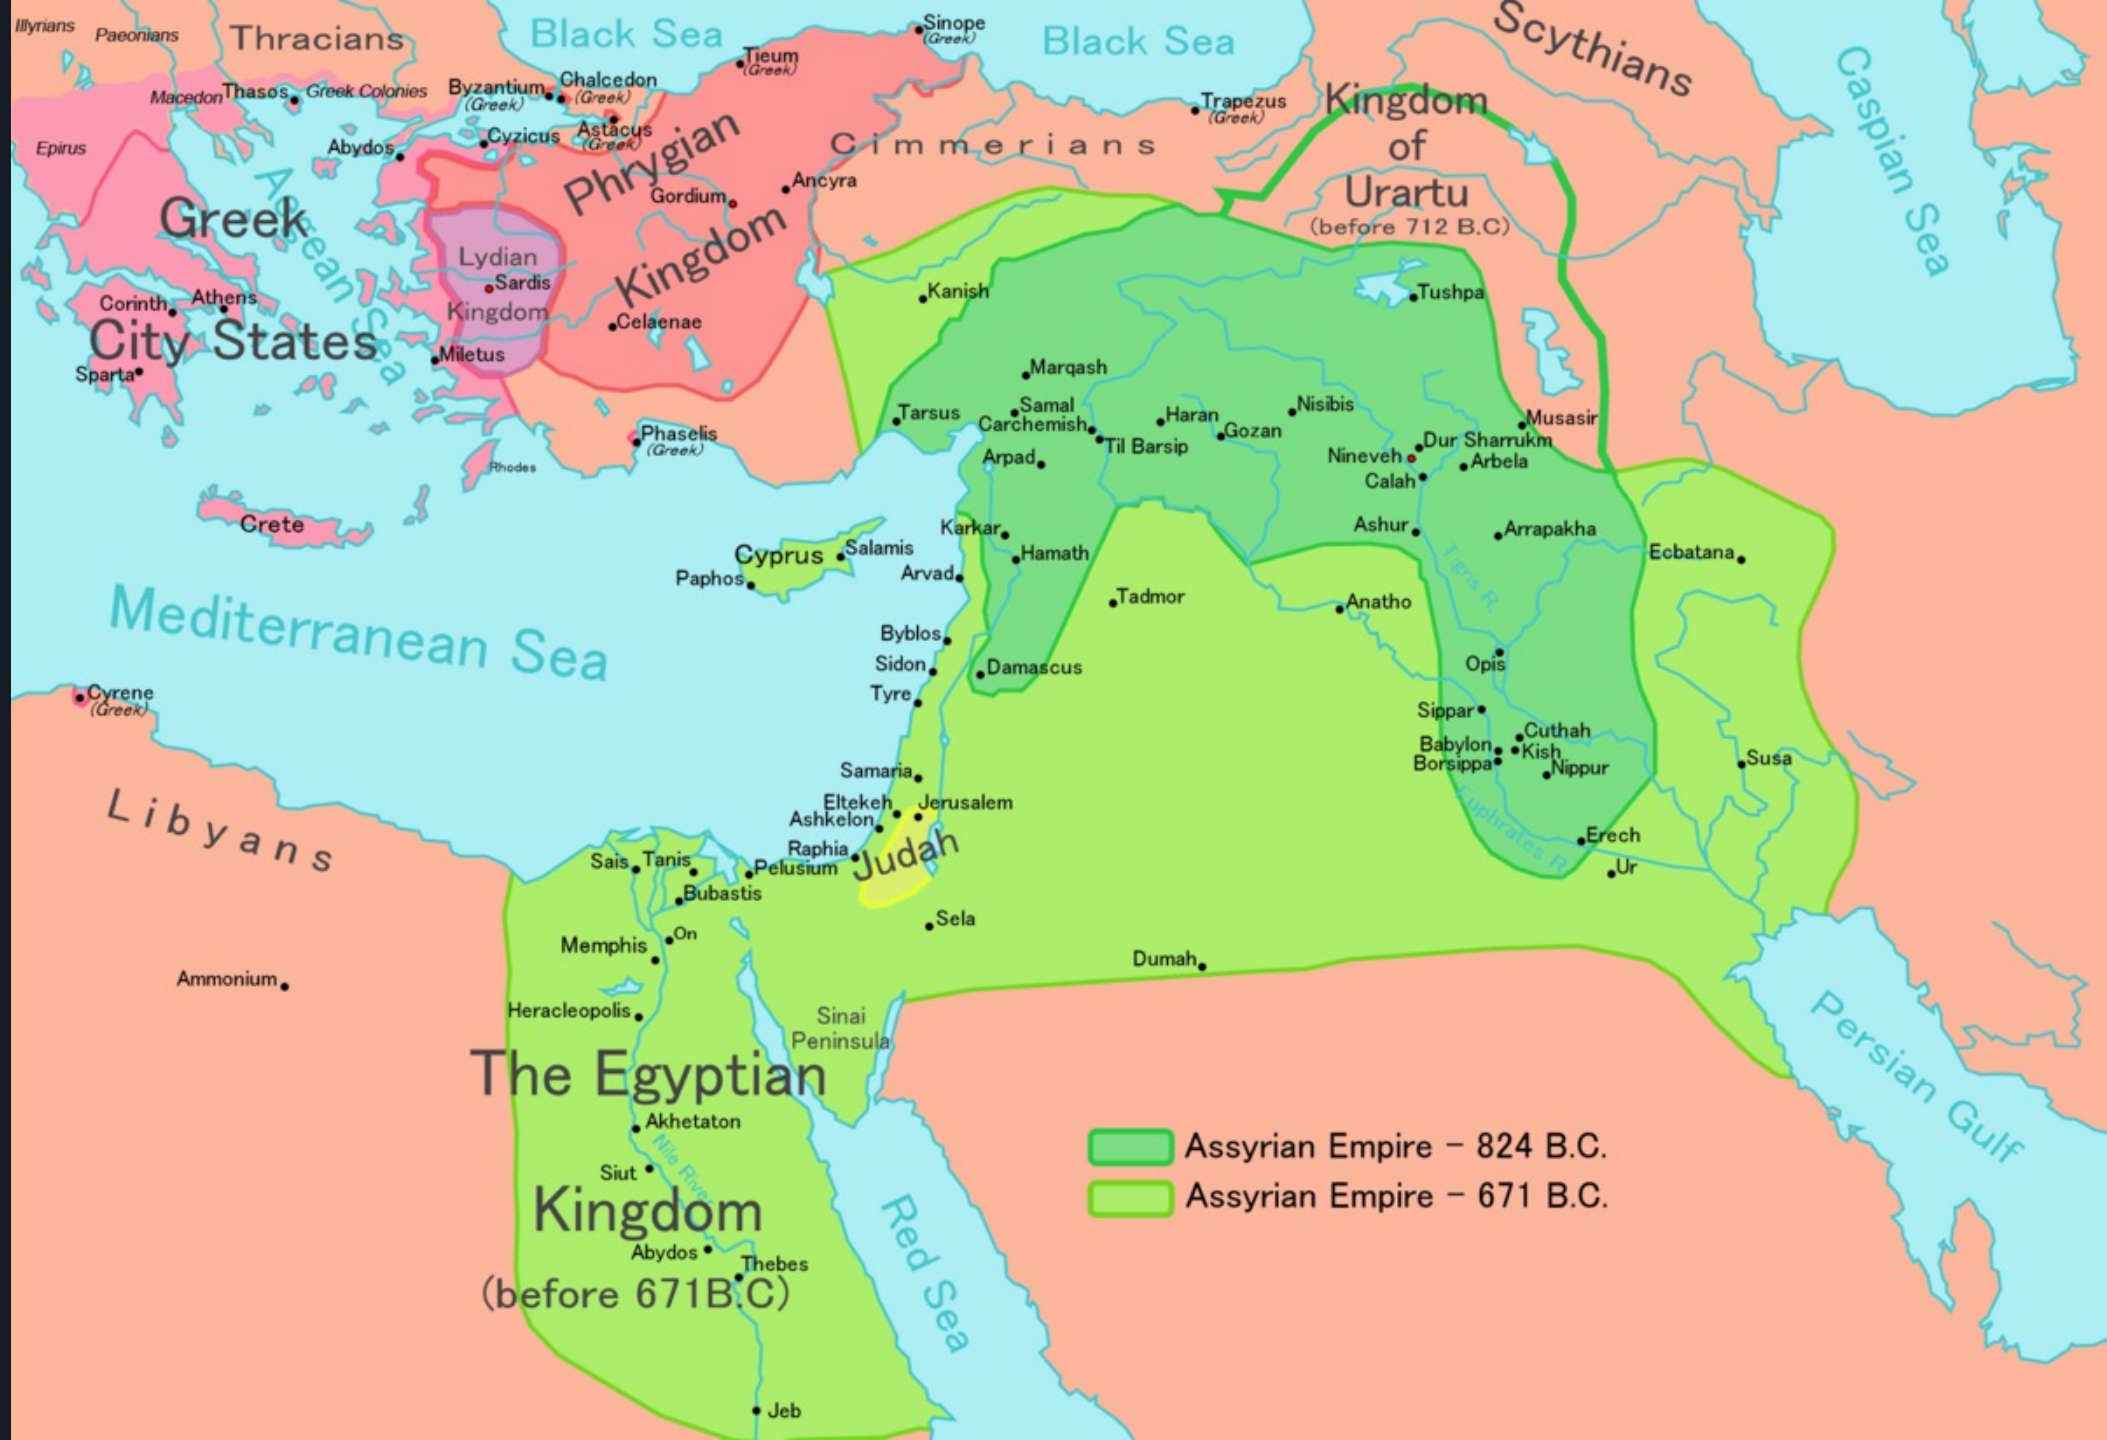 Illyrians
Paeonians
Thracians
Black Sea
Sinope
(Greek)
Black Sea
Scythians
Caspian Sea
Tieum
(Greek)
Macedon
Thasos
Greek Colonies
Byzantium
(Greek)
Chalcedon
(Greek)
Astacus
(Greek)
Cyzicus
Abydos
Epirus
Phrygian
Kingdom
Gordium
Ancyra
Cimmerians
Trapezus
(Greek)
Kingdom
of
Urartu
(before 712 B.C)
Greek
City States
Aegean Sea
Lydian
Kingdom
Sardis
Celaenae
Miletus
Corinth
Athens
Sparta
Kanish
Tushpa
Marqash
Tarsus
Samal
Carchemish
Til Barsip
Haran
Gozan
Nisibis
Arpad
Musasir
Dur Sharrukm
Nineveh
Arbela
Calah
Phaselis
(Greek)
Rhodes
Crete
Cyprus
Salamis
Paphos
Karkar
Hamath
Arvad
Ashur
Arrapakha
Ecbatana
Tigris R.
Mediterranean Sea
Tadmor
Anatho
Byblos
Sidon
Damascus
Tyre
Opis
Sippar
Cuthah
Babylon
Kish
Borsippa
Nippur
Susa
Euphrates R.
Erech
Ur
Cyrene
(Greek)
Libyans
Samaria
Eltekeh
Jerusalem
Ashkelon
Raphia
Judah
Pelusium
Sais
Tanis
Bubastis
On
Memphis
Sela
Dumah
Ammonium
Heracleopolis
Sinai
Peninsula
Persian Gulf
The Egyptian
Kingdom
(before 671B.C)
Akhetaton
Nile River
Siut
Abydos
Thebes
Jeb
Red Sea
Assyrian Empire - 824 B.C.
Assyrian Empire - 671 B.C.